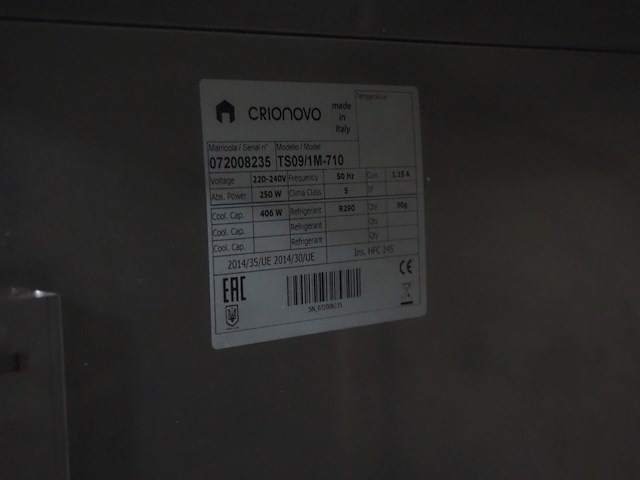 CRIONOVO
made
in
Italy
Temperature
Matricola / Serial n° Modello / Model
072008235 TS09/1M-710
Voltage 220-240V Frequency 50 Hz Curr. 1.15 A
Abs. Power 250 W Clima Class 5 IP
Cool. Cap. 406 W Refrigerant R290 Qty 90g
Cool. Cap. Refrigerant Qty
Cool. Cap. Refrigerant Qty
2014/35/UE 2014/30/UE Ins. HFC 245
EAC CE
SN_072008235